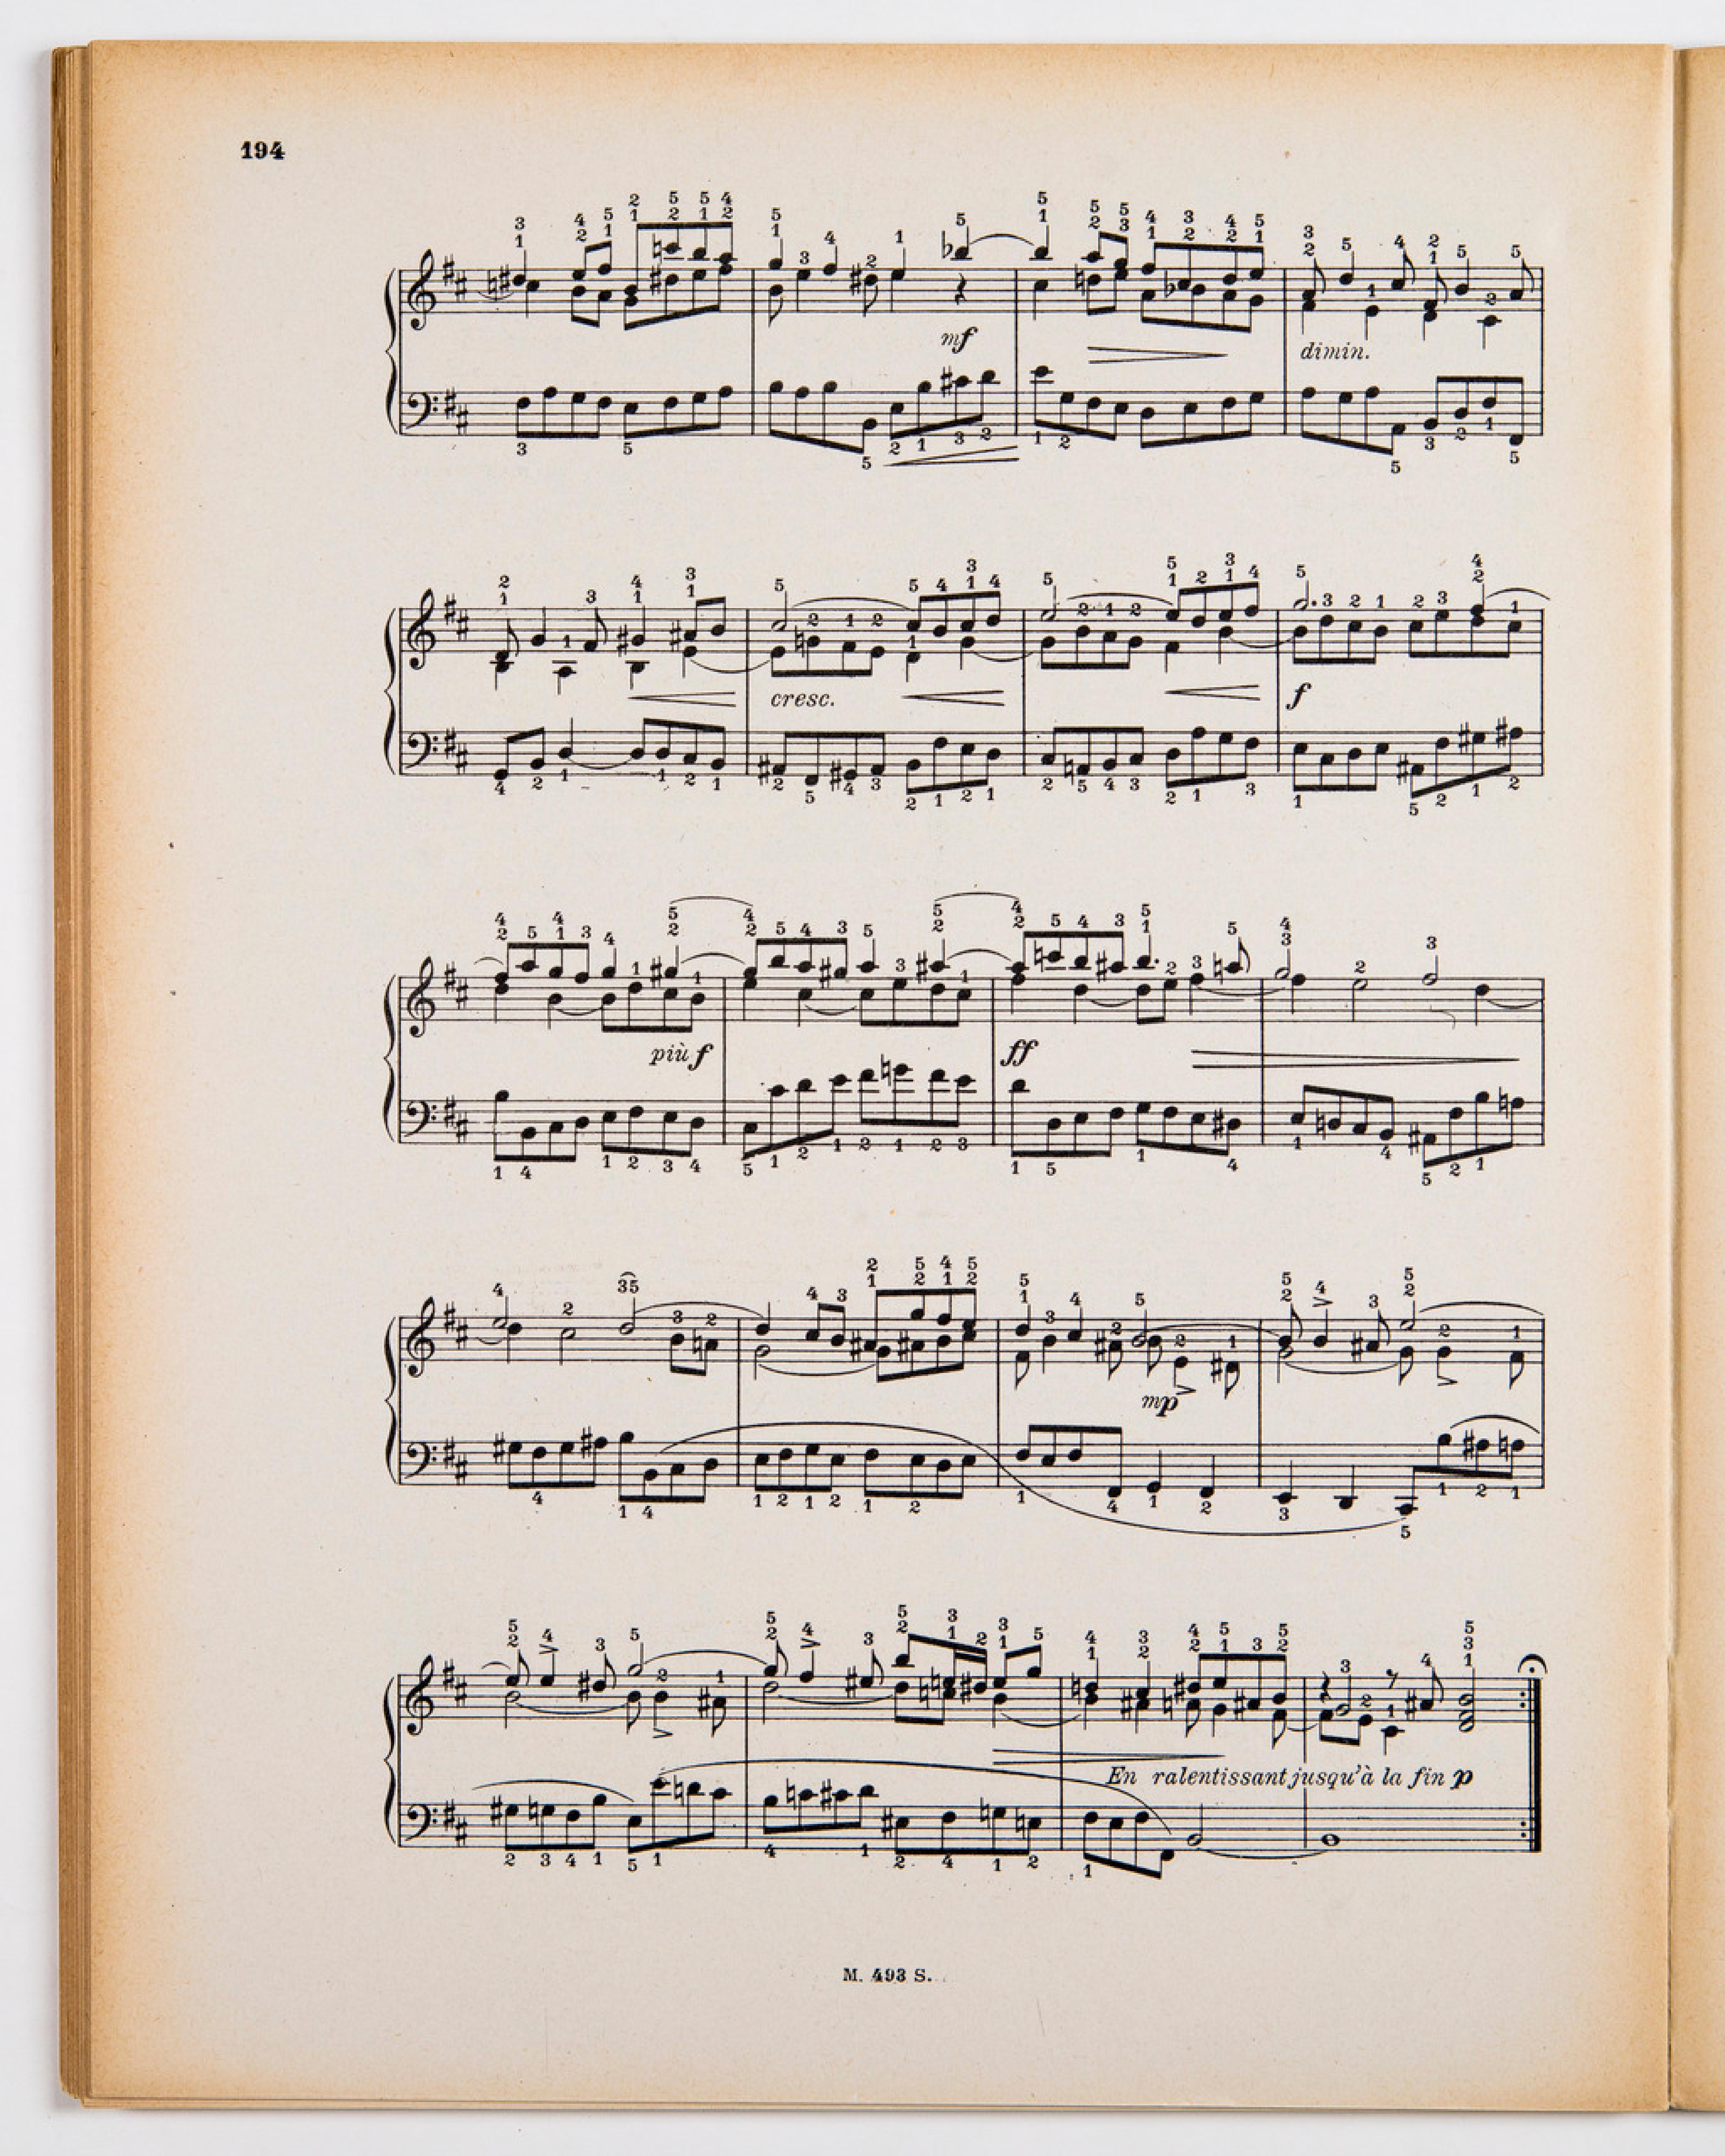 194
mf
dimin.
cresc.
f
più f
ff
mp
En ralentissant jusqu'à la fin p
M. 493 S.